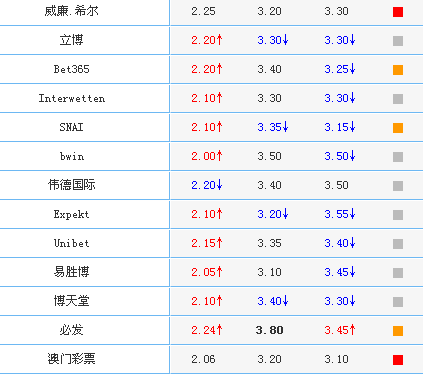 威廉.希尔 2.25 3.20 3.30
立博 2.20↑ 3.30↓ 3.30↓
Bet365 2.20↑ 3.40 3.25↓
Interwetten 2.10↑ 3.30 3.30↓
SNAI 2.10↑ 3.35↓ 3.15↓
bwin 2.00↑ 3.50 3.50↓
伟德国际 2.20↓ 3.40 3.50
Expekt 2.10↑ 3.20↓ 3.55↓
Unibet 2.15↑ 3.35 3.40↓
易胜博 2.05↑ 3.10 3.45↓
博天堂 2.10↑ 3.40↓ 3.30↓
必发 2.24↑ 3.80 3.45↑
澳门彩票 2.06 3.20 3.10